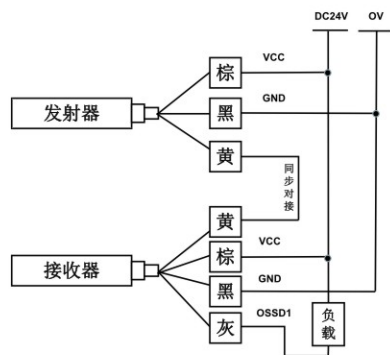 DC24V
OV
棕
VCC
发射器
黑
GND
黄
同步对接
黄
棕
VCC
接收器
黑
GND
灰
OSSD1
负载